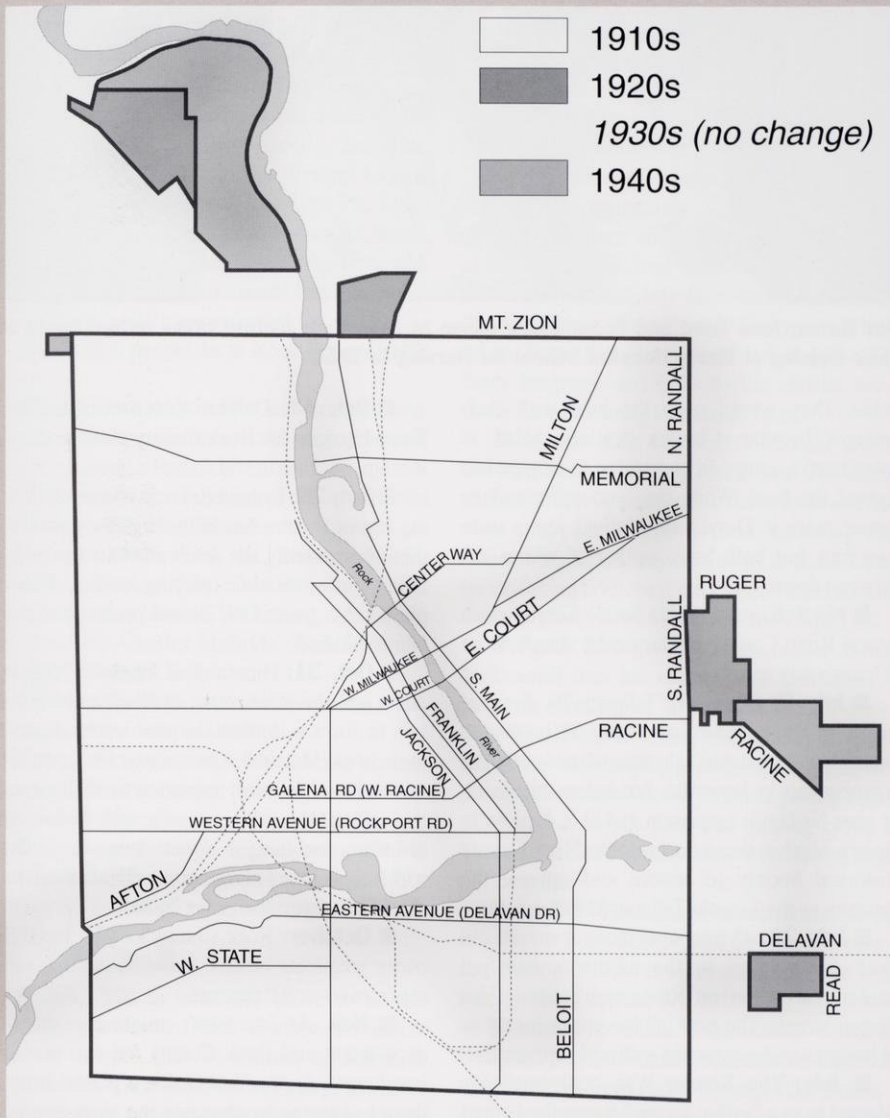 1910s
1920s
1930s (no change)
1940s
MT. ZION
N. RANDALL
MILTON
MEMORIAL
E. MILWAUKEE
CENTER WAY
Rock
RUGER
E. COURT
S. RANDALL
W. MILWAUKEE
W. COURT
S. MAIN
FRANKLIN
JACKSON
River
RACINE
RACINE
GALENA RD (W. RACINE)
WESTERN AVENUE (ROCKPORT RD)
AFTON
EASTERN AVENUE (DELAVAN DR)
W. STATE
DELAVAN
READ
BELOIT